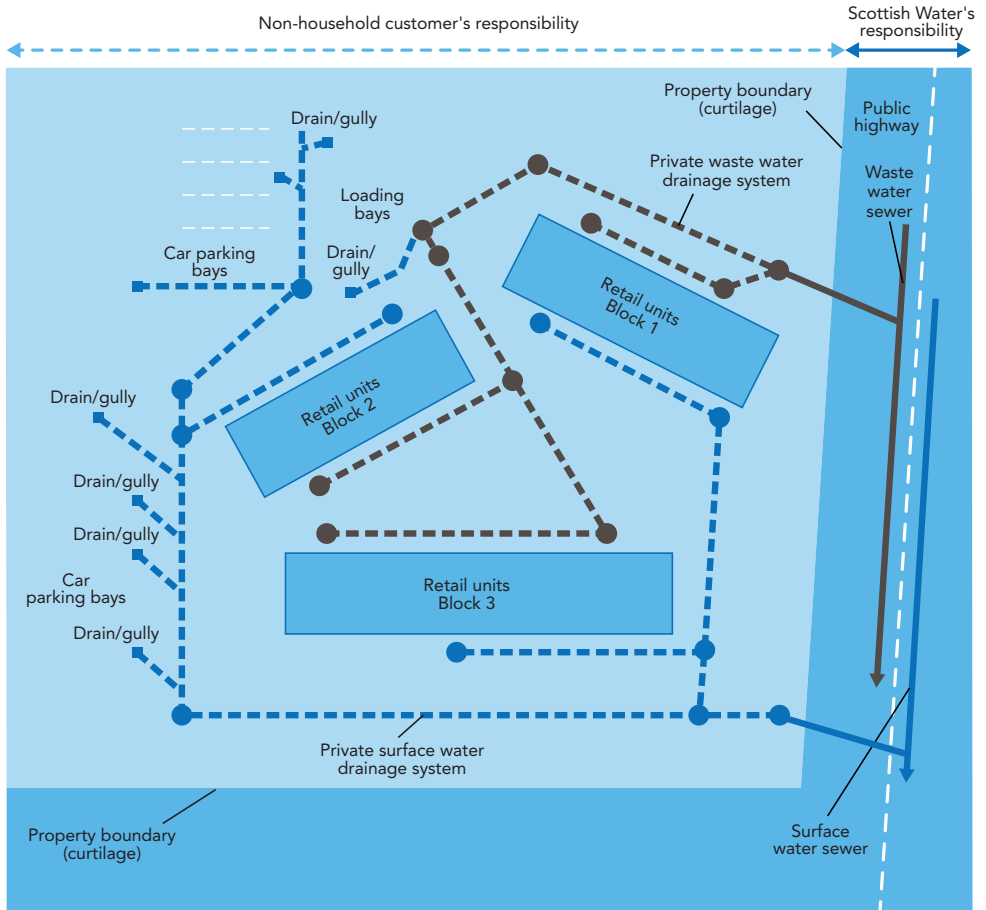 Non-household customer's responsibility
Scottish Water's
responsibility
Drain/gully
Property boundary
(curtilage)
Public
highway
Private waste water
drainage system
Waste
water
sewer
Loading
bays
Car parking
bays
Drain/
gully
Retail units
Block 1
Retail units
Block 2
Drain/gully
Drain/gully
Drain/gully
Car
parking bays
Drain/gully
Retail units
Block 3
Private surface water
drainage system
Property boundary
(curtilage)
Surface
water sewer